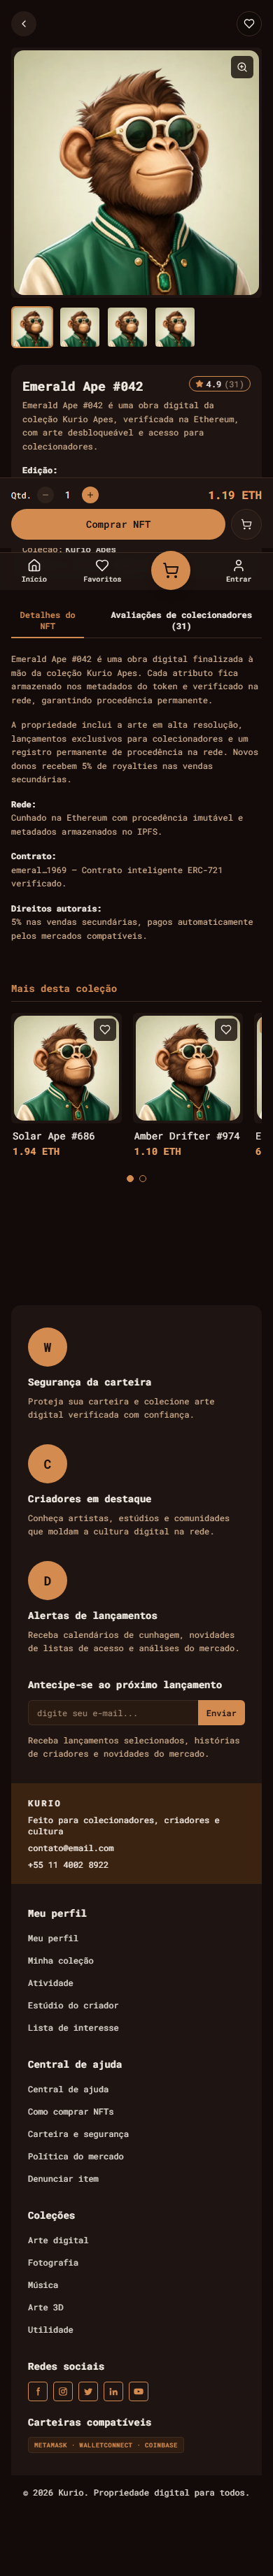 Emerald Ape #042
4.9 (31)
Emerald Ape #042 é uma obra digital da
coleção Kurio Apes, verificada na Ethereum,
com arte desbloqueável e acesso para
colecionadores.
Edição:
Qtd.
1
1.19 ETH
Comprar NFT
Coleção: Kurio Apes
Início
Favoritos
Entrar
Detalhes do
NFT
Avaliações de colecionadores
(31)
Emerald Ape #042 é uma obra digital finalizada à
mão da coleção Kurio Apes. Cada atributo fica
armazenado nos metadados do token e verificado na
rede, garantindo procedência permanente.
A propriedade inclui a arte em alta resolução,
lançamentos exclusivos para colecionadores e um
registro permanente de procedência na rede. Novos
donos recebem 5% de royalties nas vendas
secundárias.
Rede:
Cunhado na Ethereum com procedência imutável e
metadados armazenados no IPFS.
Contrato:
emeral…1969 — Contrato inteligente ERC-721
verificado.
Direitos autorais:
5% nas vendas secundárias, pagos automaticamente
pelos mercados compatíveis.
Mais desta coleção
Solar Ape #686
1.94 ETH
Amber Drifter #974
1.10 ETH
E
6
W
Segurança da carteira
Proteja sua carteira e colecione arte
digital verificada com confiança.
C
Criadores em destaque
Conheça artistas, estúdios e comunidades
que moldam a cultura digital na rede.
D
Alertas de lançamentos
Receba calendários de cunhagem, novidades
de listas de acesso e análises do mercado.
Antecipe-se ao próximo lançamento
digite seu e-mail...
Enviar
Receba lançamentos selecionados, histórias
de criadores e novidades do mercado.
KURIO
Feito para colecionadores, criadores e
cultura
contato@email.com
+55 11 4002 8922
Meu perfil
Meu perfil
Minha coleção
Atividade
Estúdio do criador
Lista de interesse
Central de ajuda
Central de ajuda
Como comprar NFTs
Carteira e segurança
Política do mercado
Denunciar item
Coleções
Arte digital
Fotografia
Música
Arte 3D
Utilidade
Redes sociais
Carteiras compatíveis
METAMASK · WALLETCONNECT · COINBASE
© 2026 Kurio. Propriedade digital para todos.